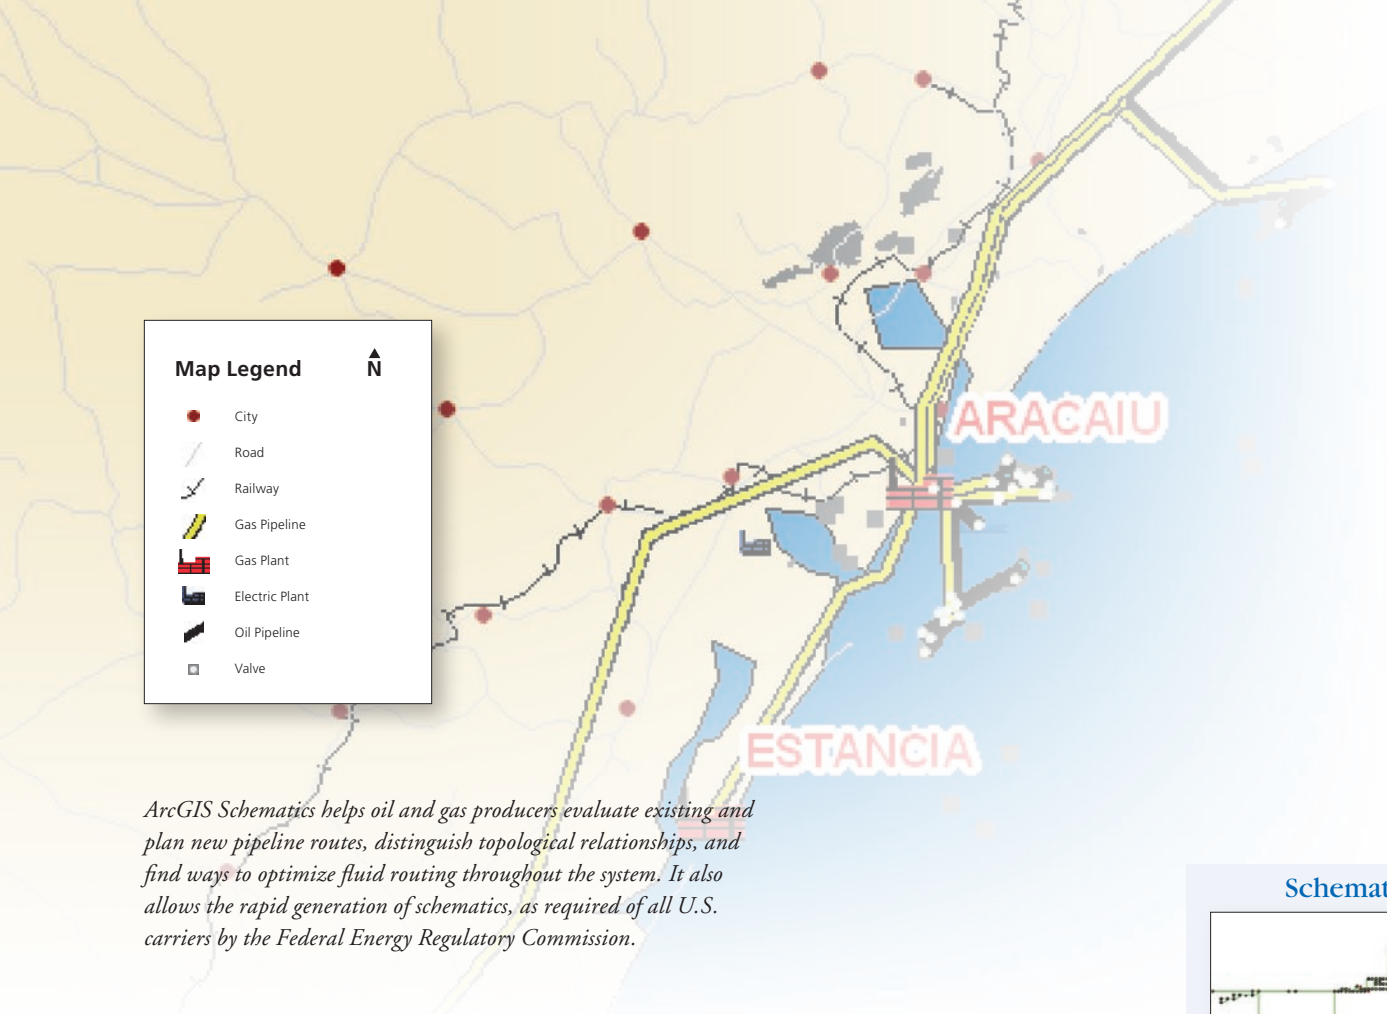 ARACAIU
Map Legend
N
City
Road
Railway
Gas Pipeline
Gas Plant
Electric Plant
Oil Pipeline
Valve
ESTANCIA
ArcGIS Schematics helps oil and gas producers evaluate existing and
plan new pipeline routes, distinguish topological relationships, and
find ways to optimize fluid routing throughout the system. It also
allows the rapid generation of schematics, as required of all U.S.
carriers by the Federal Energy Regulatory Commission.
Schemat